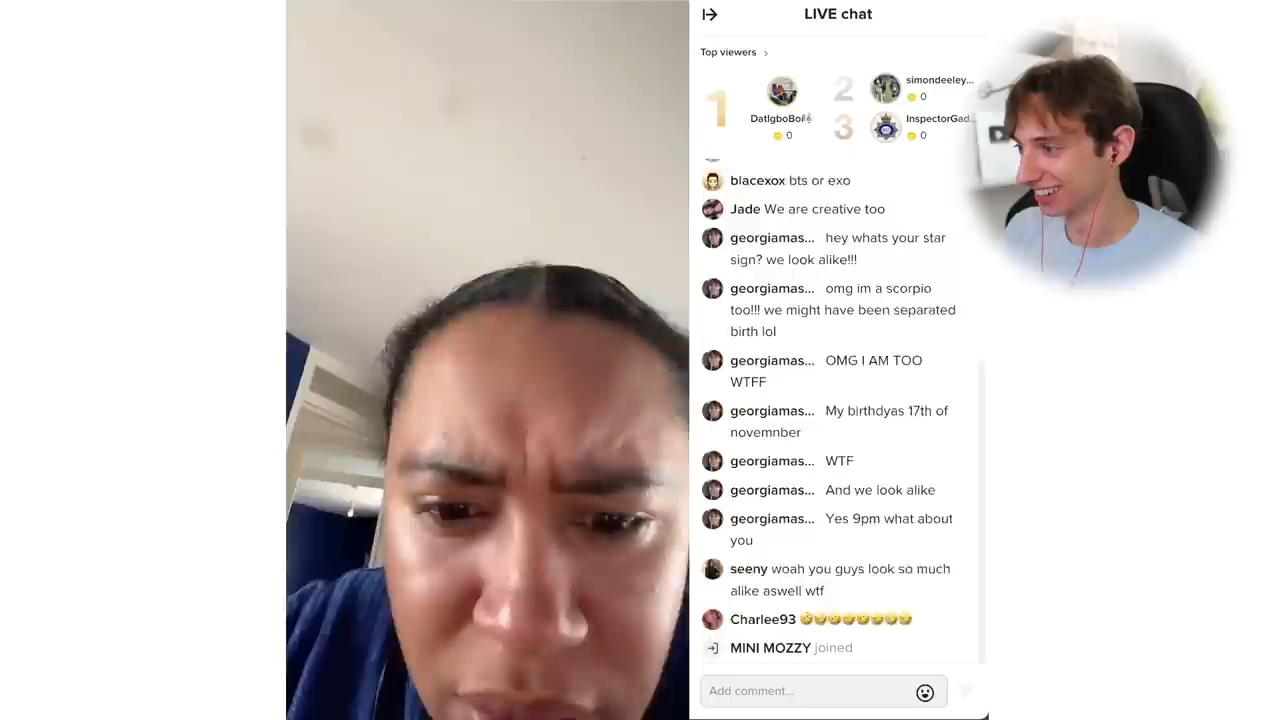 LIVE chat
Top viewers >
1
DatIgboBoi
0
2
simondeeley...
0
3
InspectorGad...
0
blacexox bts or exo
Jade We are creative too
georgiamas... hey whats your star
sign? we look alike!!!
georgiamas... omg im a scorpio
too!!! we might have been separated
birth lol
georgiamas... OMG I AM TOO
WTFF
georgiamas... My birthdyas 17th of
novemnber
georgiamas... WTF
georgiamas... And we look alike
georgiamas... Yes 9pm what about
you
seeny woah you guys look so much
alike aswell wtf
Charlee93 🤣🤣🤣🤣🤣🤣🤣🤣
MINI MOZZY joined
Add comment...